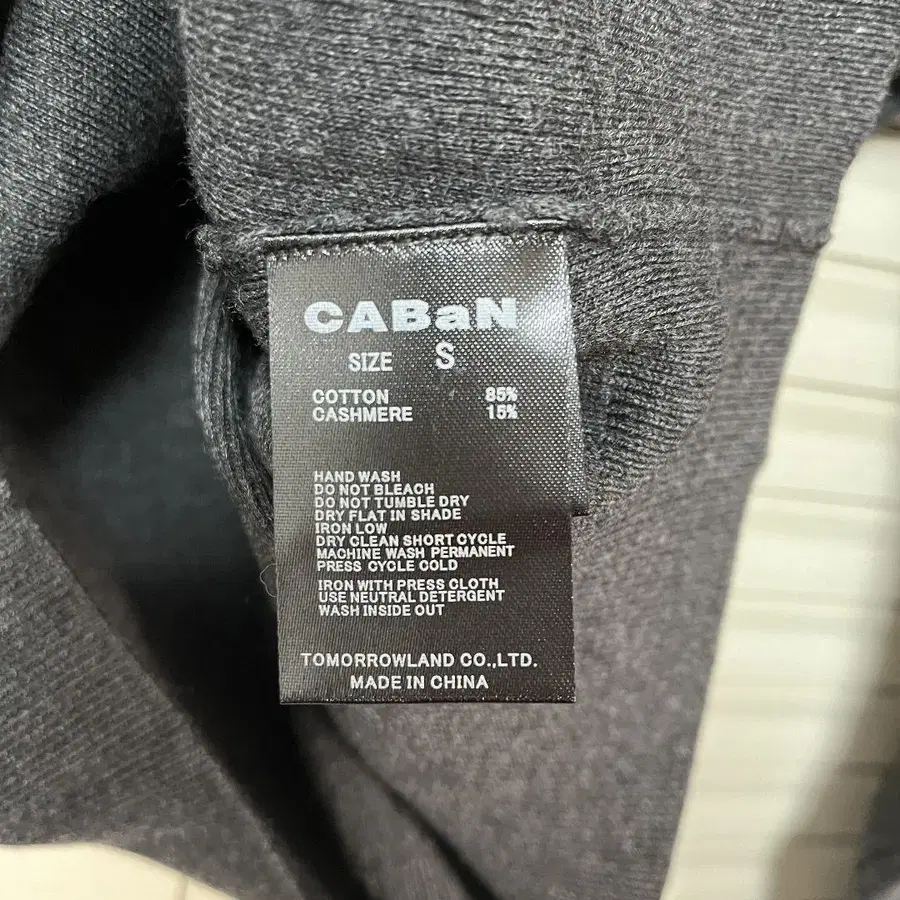 CABaN
SIZE S
COTTON 85%
CASHMERE 15%
HAND WASH
DO NOT BLEACH
DO NOT TUMBLE DRY
DRY FLAT IN SHADE
IRON LOW
DRY CLEAN SHORT CYCLE
MACHINE WASH PERMANENT
PRESS CYCLE COLD
IRON WITH PRESS CLOTH
USE NEUTRAL DETERGENT
WASH INSIDE OUT
TOMORROWLAND CO.,LTD.
MADE IN CHINA